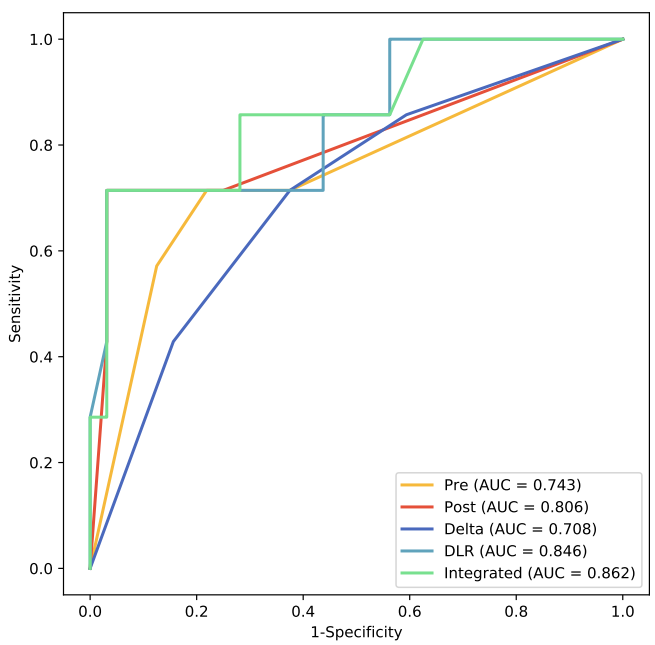 1.0
0.8
0.6
0.4
0.2
0.0
Sensitivity
Pre (AUC = 0.743)
Post (AUC = 0.806)
Delta (AUC = 0.708)
DLR (AUC = 0.846)
Integrated (AUC = 0.862)
0.0 0.2 0.4 0.6 0.8 1.0
1-Specificity